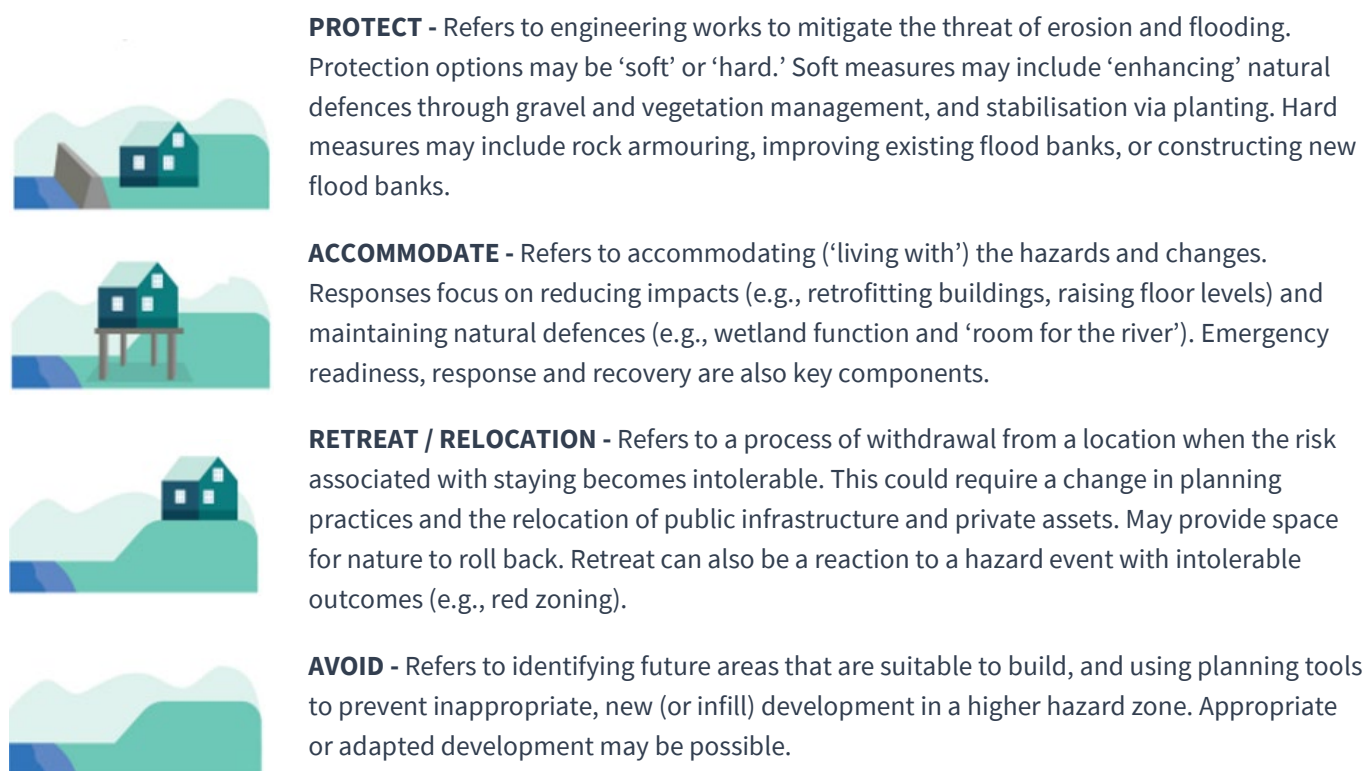 PROTECT - Refers to engineering works to mitigate the threat of erosion and flooding.
Protection options may be ‘soft’ or ‘hard.’ Soft measures may include ‘enhancing’ natural
defences through gravel and vegetation management, and stabilisation via planting. Hard
measures may include rock armouring, improving existing flood banks, or constructing new
flood banks.
ACCOMMODATE - Refers to accommodating (‘living with’) the hazards and changes.
Responses focus on reducing impacts (e.g., retrofitting buildings, raising floor levels) and
maintaining natural defences (e.g., wetland function and ‘room for the river’). Emergency
readiness, response and recovery are also key components.
RETREAT / RELOCATION - Refers to a process of withdrawal from a location when the risk
associated with staying becomes intolerable. This could require a change in planning
practices and the relocation of public infrastructure and private assets. May provide space
for nature to roll back. Retreat can also be a reaction to a hazard event with intolerable
outcomes (e.g., red zoning).
AVOID - Refers to identifying future areas that are suitable to build, and using planning tools
to prevent inappropriate, new (or infill) development in a higher hazard zone. Appropriate
or adapted development may be possible.